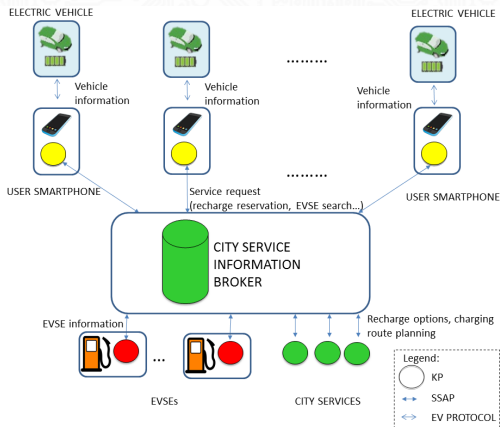 ELECTRIC VEHICLE
ELECTRIC VEHICLE
.........
Vehicle
information
Vehicle
information
Vehicle
information
.........
USER SMARTPHONE
USER SMARTPHONE
Service request
(recharge reservation, EVSE search...)
CITY SERVICE
INFORMATION
BROKER
EVSE information
Recharge options, charging
route planning
...
EVSEs
CITY SERVICES
Legend:
KP
SSAP
EV PROTOCOL